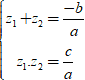 z₁+z₂ = −b/a
z₁.z₂ = c/a